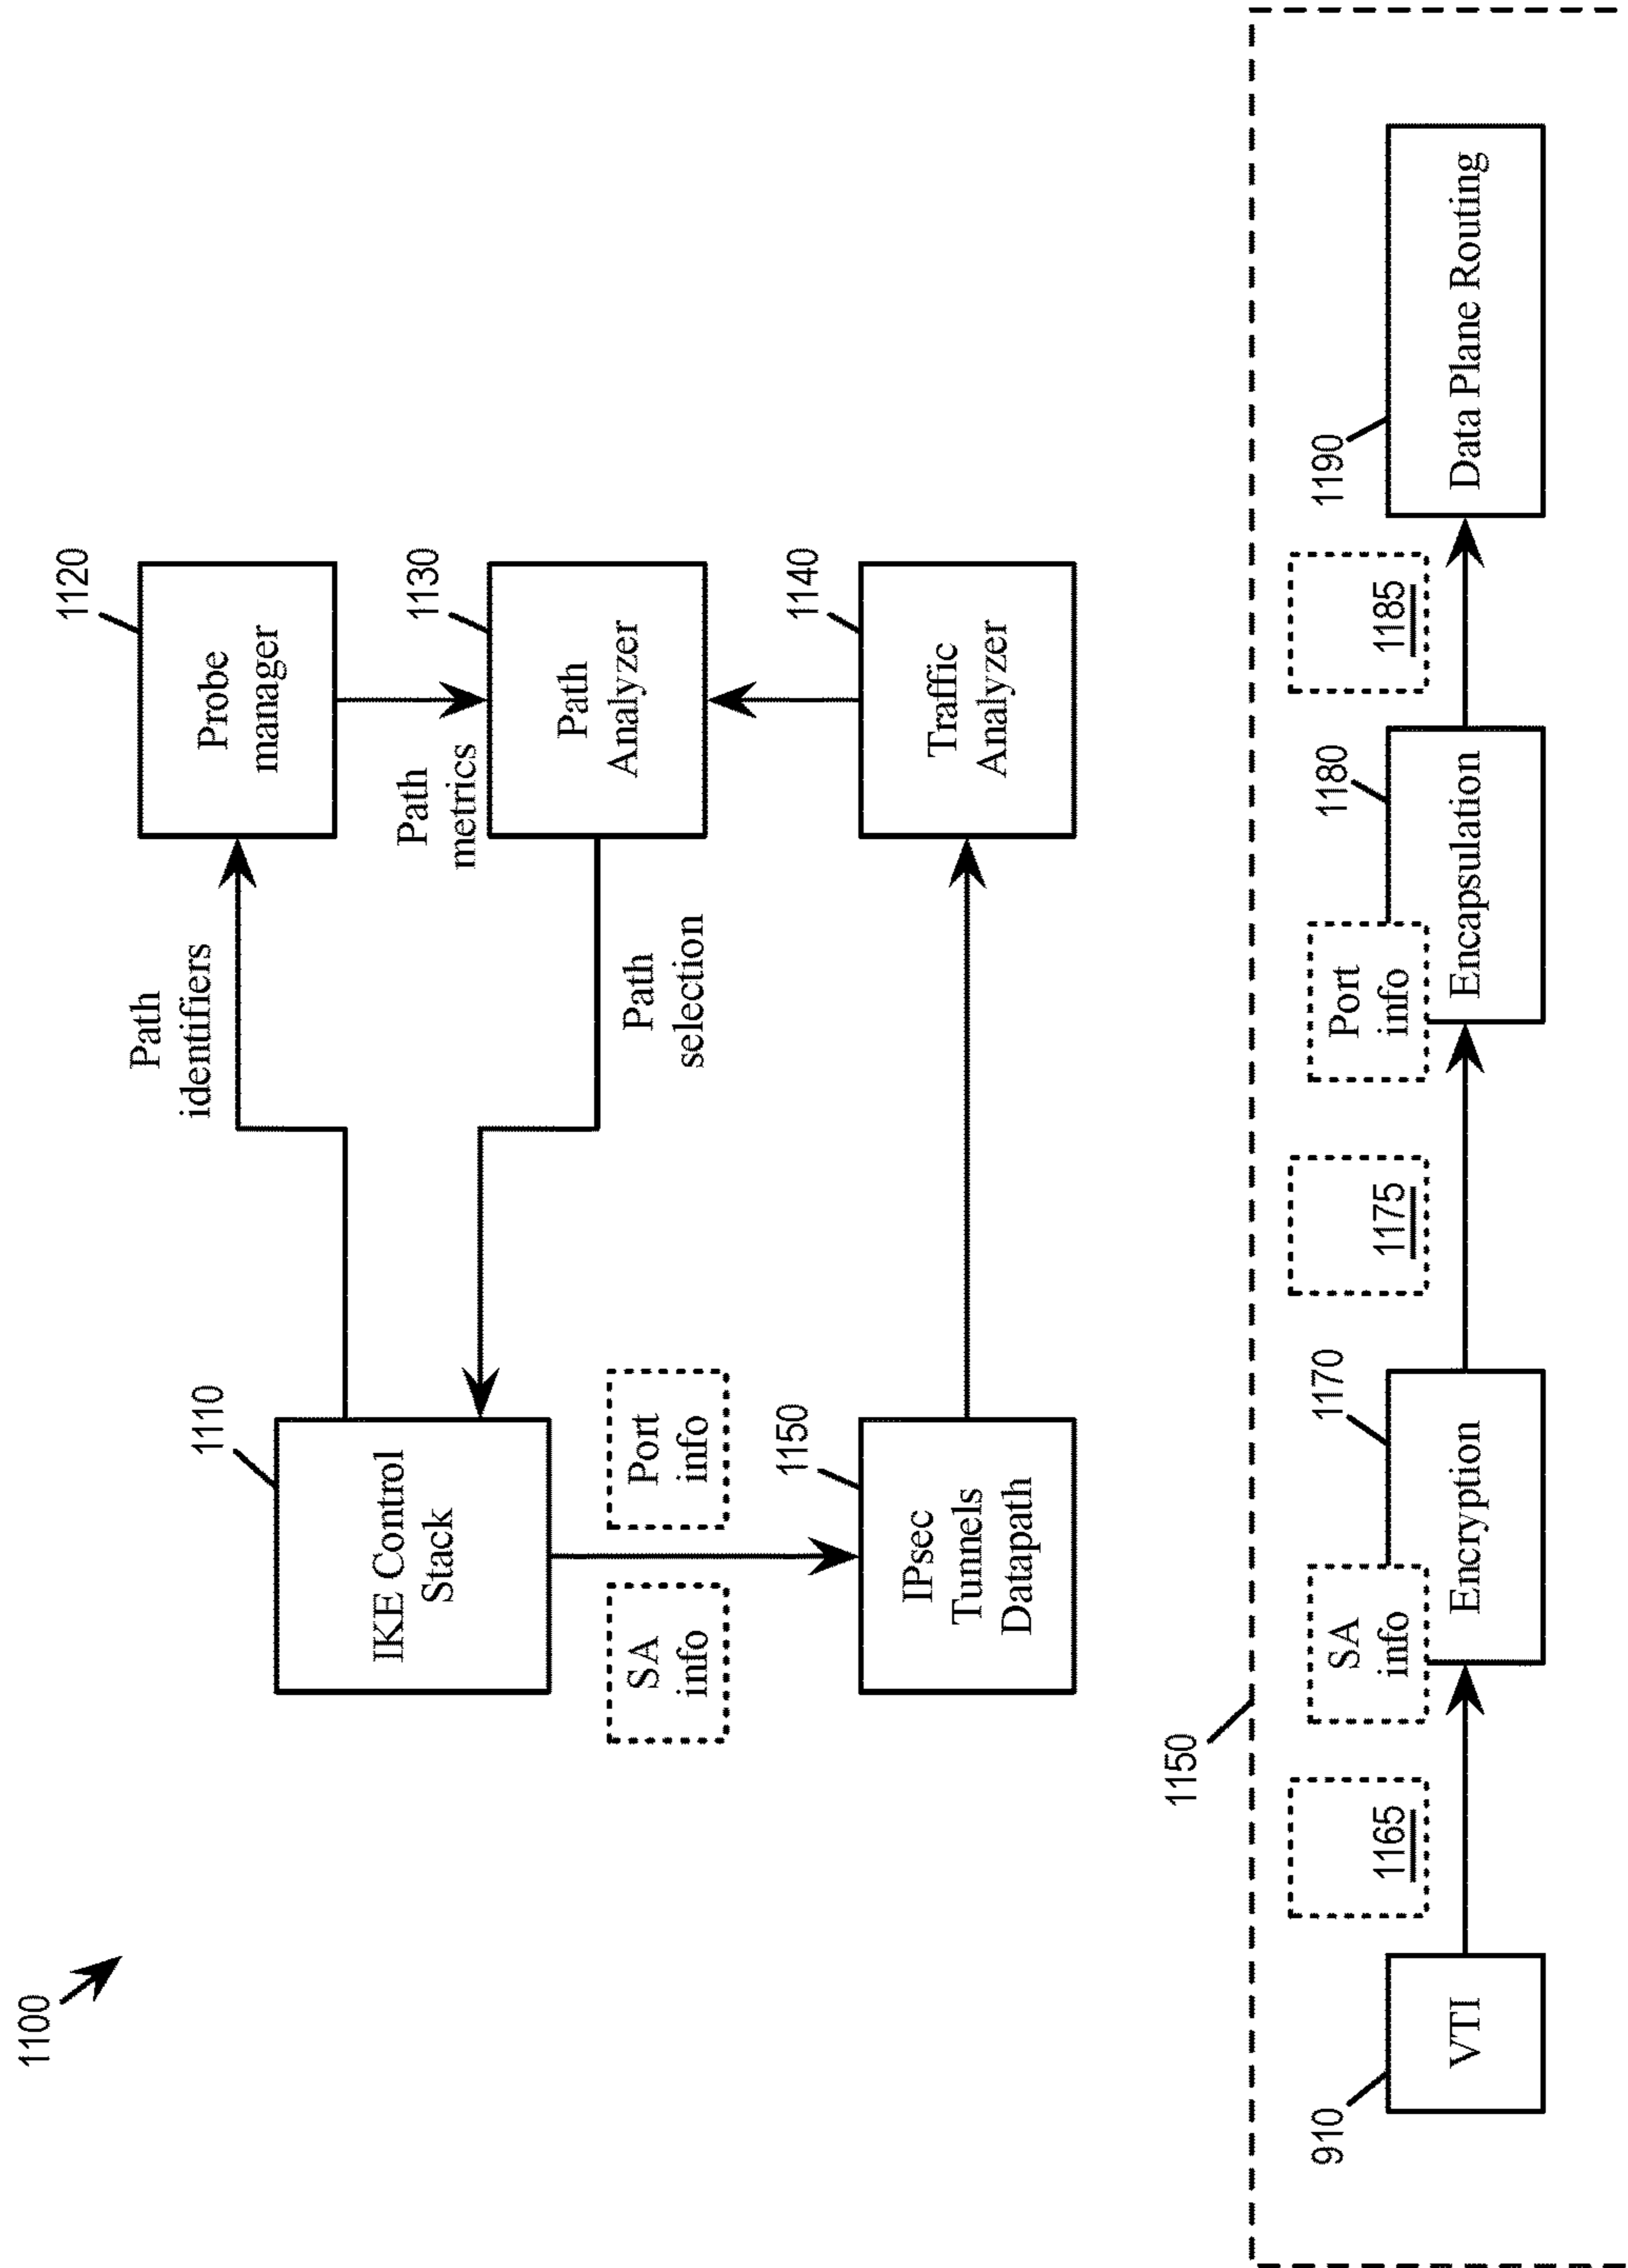 1100
1110
IKE Control
Stack
Path
identifiers
1120
Probe
manager
Path
metrics
1130
Path
Analyzer
Path
selection
SA
info
Port
info
1150
IPsec
Tunnels
Datapath
1140
Traffic
Analyzer
1150
910
VTI
1165
SA
info
1170
Encryption
1175
Port
info
1180
Encapsulation
1185
1190
Data Plane Routing